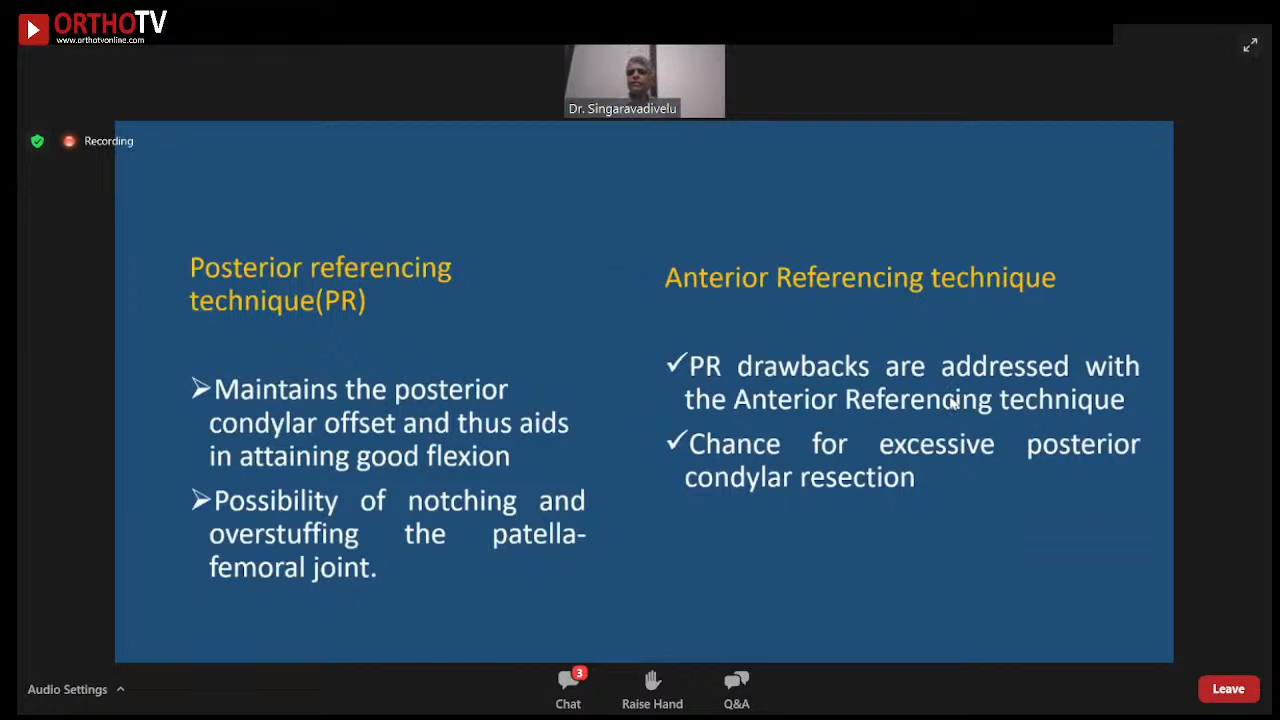 ORTHOTV
www.orthotvonline.com
Dr. Singaravadivelu
Recording
Posterior referencing
technique(PR)
Maintains the posterior
condylar offset and thus aids
in attaining good flexion
Possibility of notching and
overstuffing the patella-
femoral joint.
Anterior Referencing technique
PR drawbacks are addressed with
the Anterior Referencing technique
Chance for excessive posterior
condylar resection
Audio Settings
3
Chat
Raise Hand
Q&A
Leave